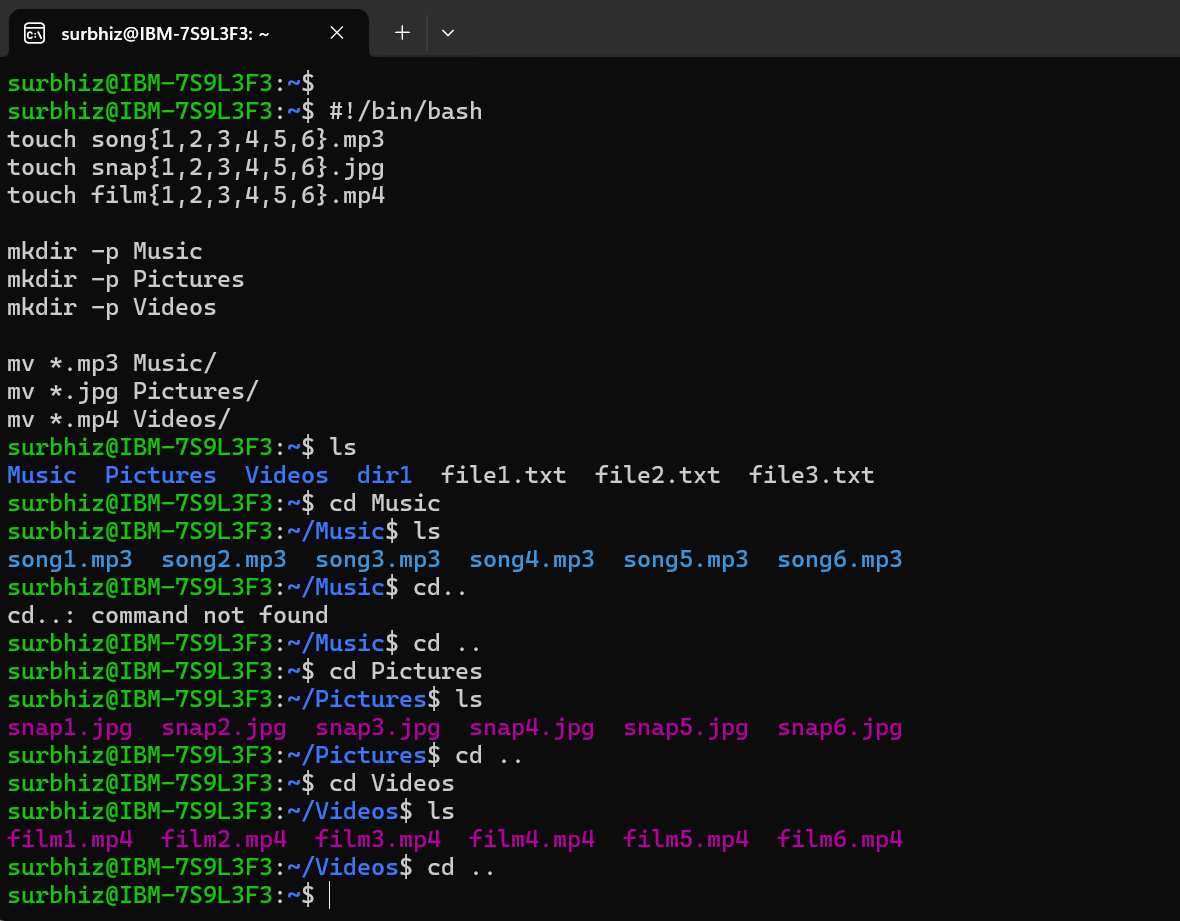 surbhiz@IBM-7S9L3F3: ~
surbhiz@IBM-7S9L3F3:~$
surbhiz@IBM-7S9L3F3:~$ #!/bin/bash
touch song{1,2,3,4,5,6}.mp3
touch snap{1,2,3,4,5,6}.jpg
touch film{1,2,3,4,5,6}.mp4

mkdir -p Music
mkdir -p Pictures
mkdir -p Videos

mv *.mp3 Music/
mv *.jpg Pictures/
mv *.mp4 Videos/
surbhiz@IBM-7S9L3F3:~$ ls
Music  Pictures  Videos  dir1  file1.txt  file2.txt  file3.txt
surbhiz@IBM-7S9L3F3:~$ cd Music
surbhiz@IBM-7S9L3F3:~/Music$ ls
song1.mp3  song2.mp3  song3.mp3  song4.mp3  song5.mp3  song6.mp3
surbhiz@IBM-7S9L3F3:~/Music$ cd..
cd..: command not found
surbhiz@IBM-7S9L3F3:~/Music$ cd ..
surbhiz@IBM-7S9L3F3:~$ cd Pictures
surbhiz@IBM-7S9L3F3:~/Pictures$ ls
snap1.jpg  snap2.jpg  snap3.jpg  snap4.jpg  snap5.jpg  snap6.jpg
surbhiz@IBM-7S9L3F3:~/Pictures$ cd ..
surbhiz@IBM-7S9L3F3:~$ cd Videos
surbhiz@IBM-7S9L3F3:~/Videos$ ls
film1.mp4  film2.mp4  film3.mp4  film4.mp4  film5.mp4  film6.mp4
surbhiz@IBM-7S9L3F3:~/Videos$ cd ..
surbhiz@IBM-7S9L3F3:~$